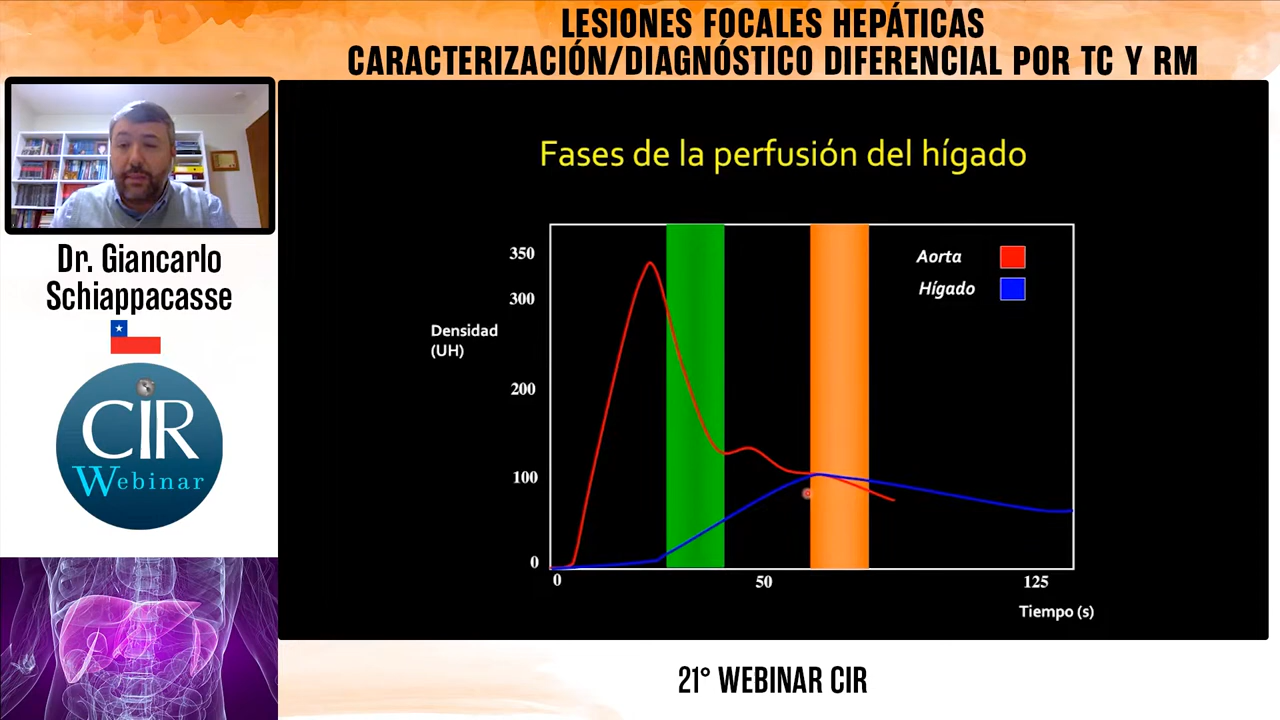 LESIONES FOCALES HEPÁTICAS
CARACTERIZACIÓN/DIAGNÓSTICO DIFERENCIAL POR TC Y RM
Dr. Giancarlo
Schiappacasse
CIR
Webinar
Fases de la perfusión del hígado
Densidad
(UH)
350
300
200
100
0
0
50
125
Tiempo (s)
Aorta
Hígado
21° WEBINAR CIR